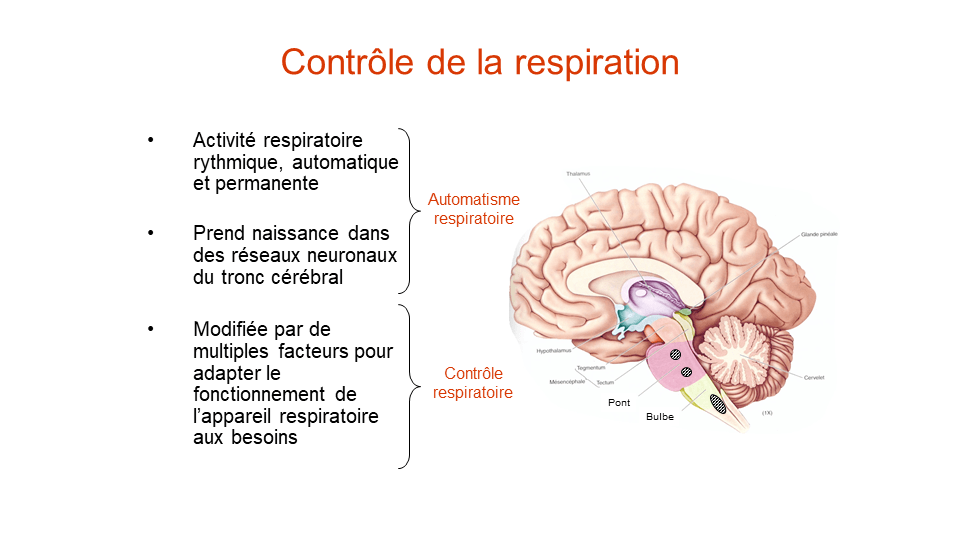 Contrôle de la respiration
• Activité respiratoire
rythmique, automatique
et permanente
• Prend naissance dans
des réseaux neuronaux
du tronc cérébral
• Modifiée par de
multiples facteurs pour
adapter le
fonctionnement de
l’appareil respiratoire
aux besoins
Automatisme
respiratoire
Contrôle
respiratoire
Thalamus
Glande pinéale
Hypothalamus
Tegmentum
Mésencéphale
Tectum
Cervelet
Pont
Bulbe
(1X)